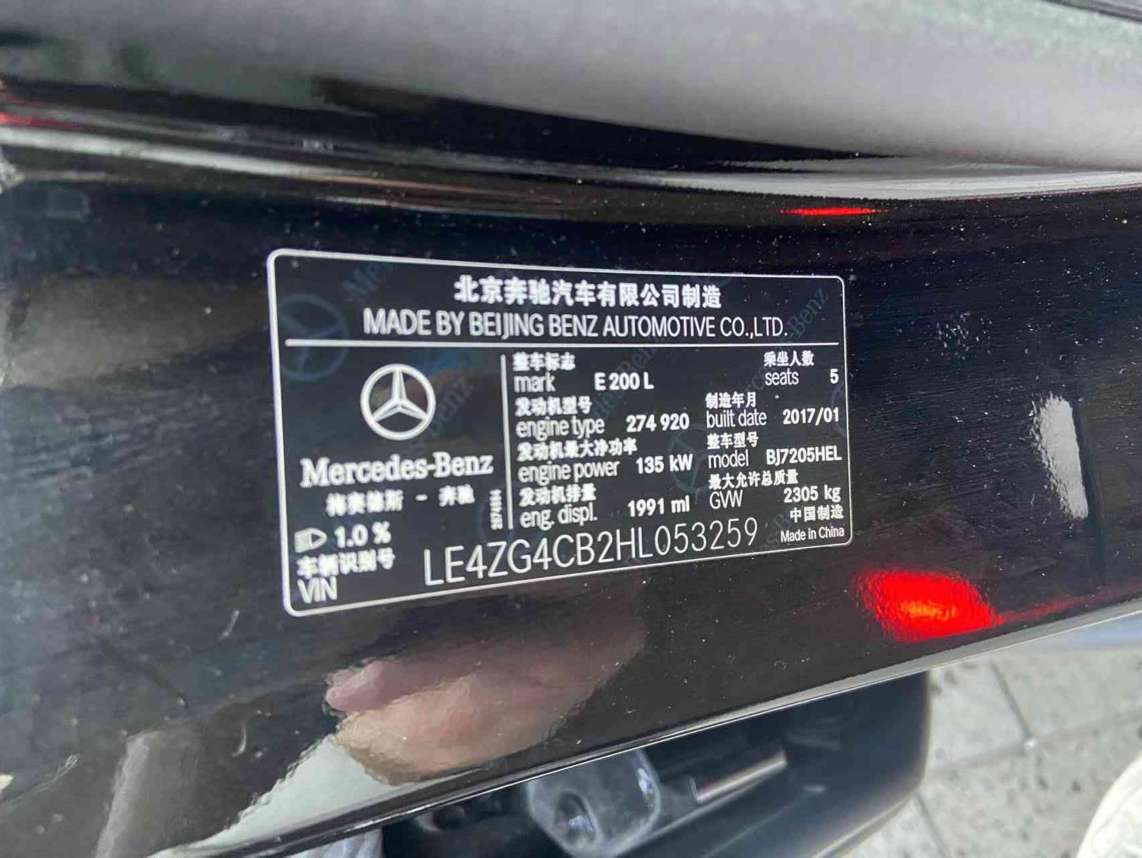 北京奔驰汽车有限公司制造
MADE BY BEIJING BENZ AUTOMOTIVE CO.,LTD.
Mercedes-Benz
梅赛德斯 - 奔驰
1.0 %
整车标志
mark E 200 L
乘坐人数
seats 5
发动机型号
engine type 274 920
制造年月
built date 2017/01
发动机最大净功率
engine power 135 kW
整车型号
model BJ7205HEL
发动机排量
eng. displ. 1991 ml
最大允许总质量
GVW 2305 kg
中国制造
Made in China
车辆识别号
VIN LE4ZG4CB2HL053259
Mercedes-Benz